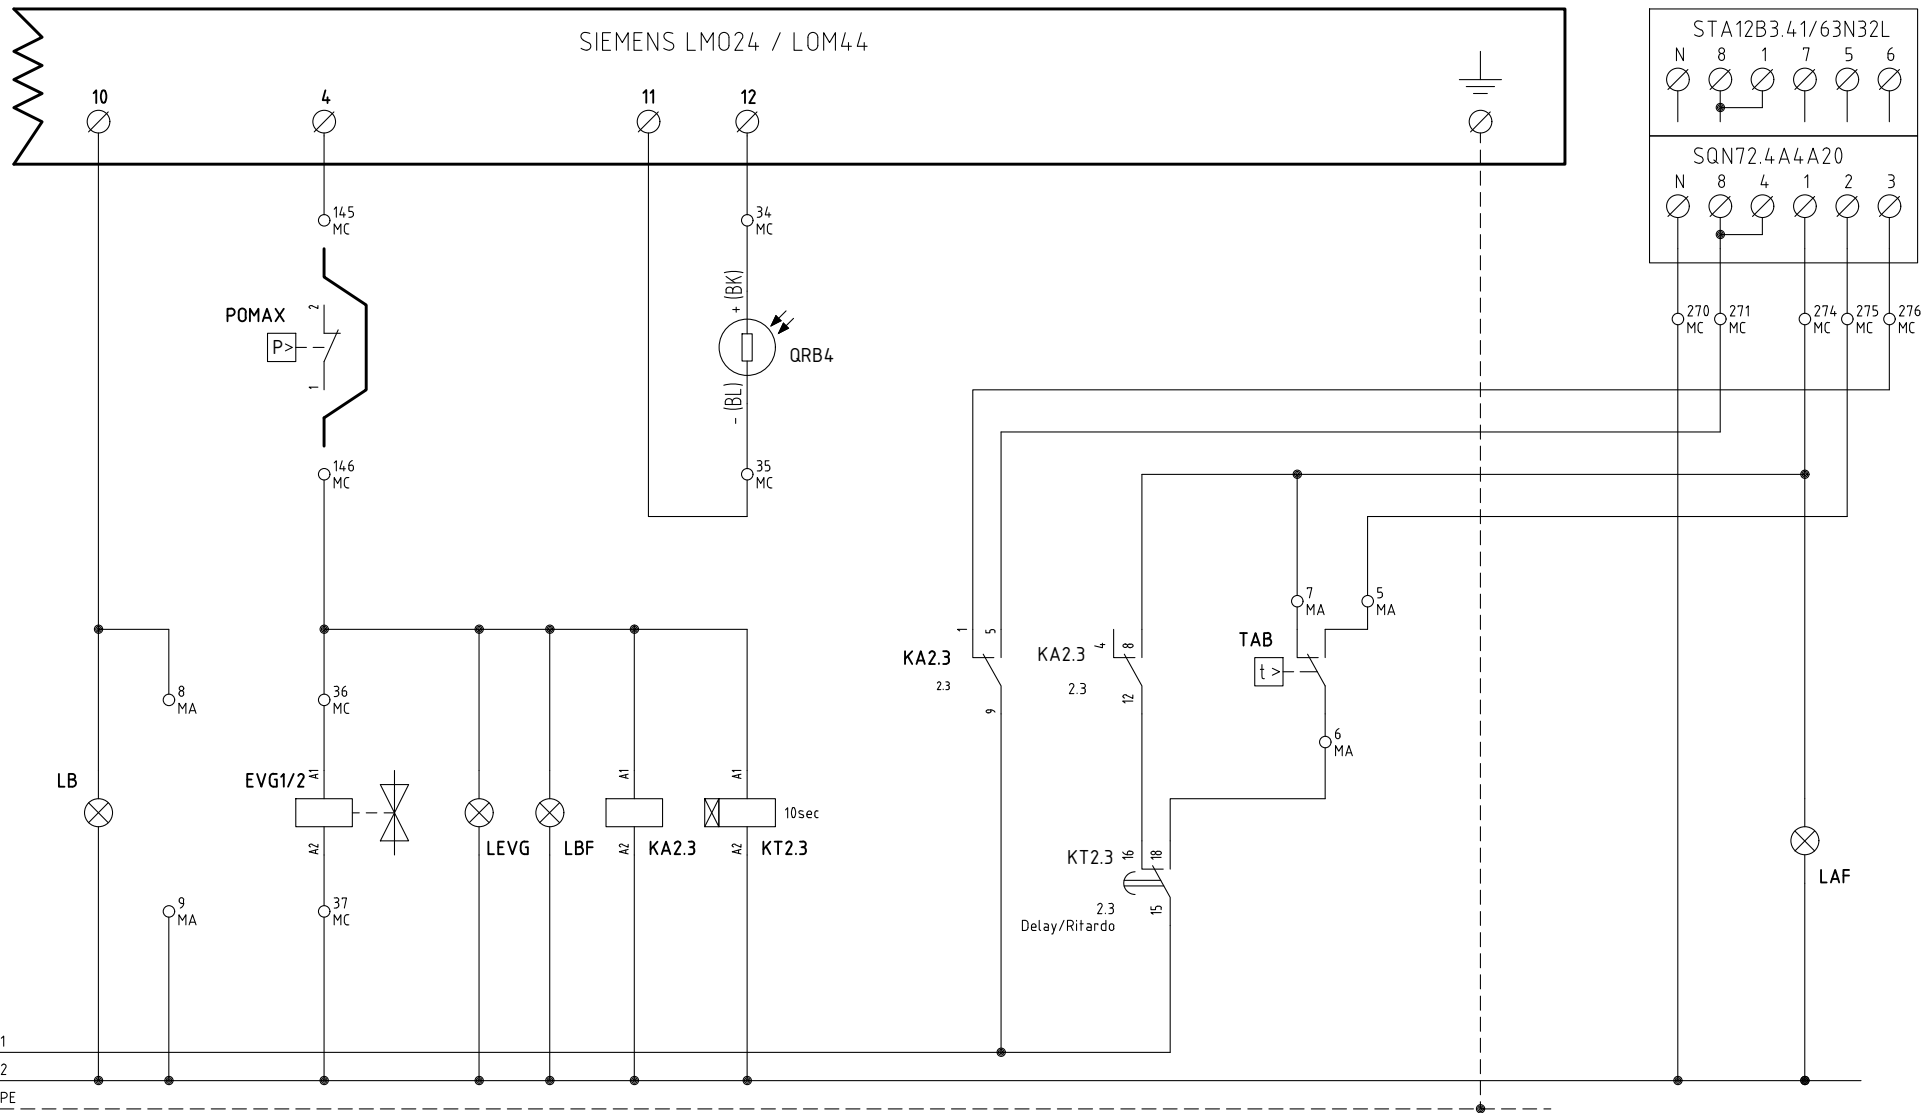 SIEMENS LMO24 / LOM44
10
4
11
12
STA12B3.41/63N32L
N 8 1 7 5 6
SQN72.4A4A20
N 8 4 1 2 3
145
MC
34
MC
270
MC
271
MC
274
MC
275
MC
276
MC
POMAX
P>
2
1
+ (BK)
QRB4
- (BL)
146
MC
35
MC
7
MA
5
MA
KA2.3
2.3
1
5
9
KA2.3
2.3
4
8
12
TAB
t >
6
MA
8
MA
36
MC
LB
EVG1/2
A1
A2
LEVG
LBF
A1
A2
KA2.3
A1
A2
10sec
KT2.3
KT2.3
16
18
15
2.3
Delay/Ritardo
LAF
9
MA
37
MC
1
2
PE